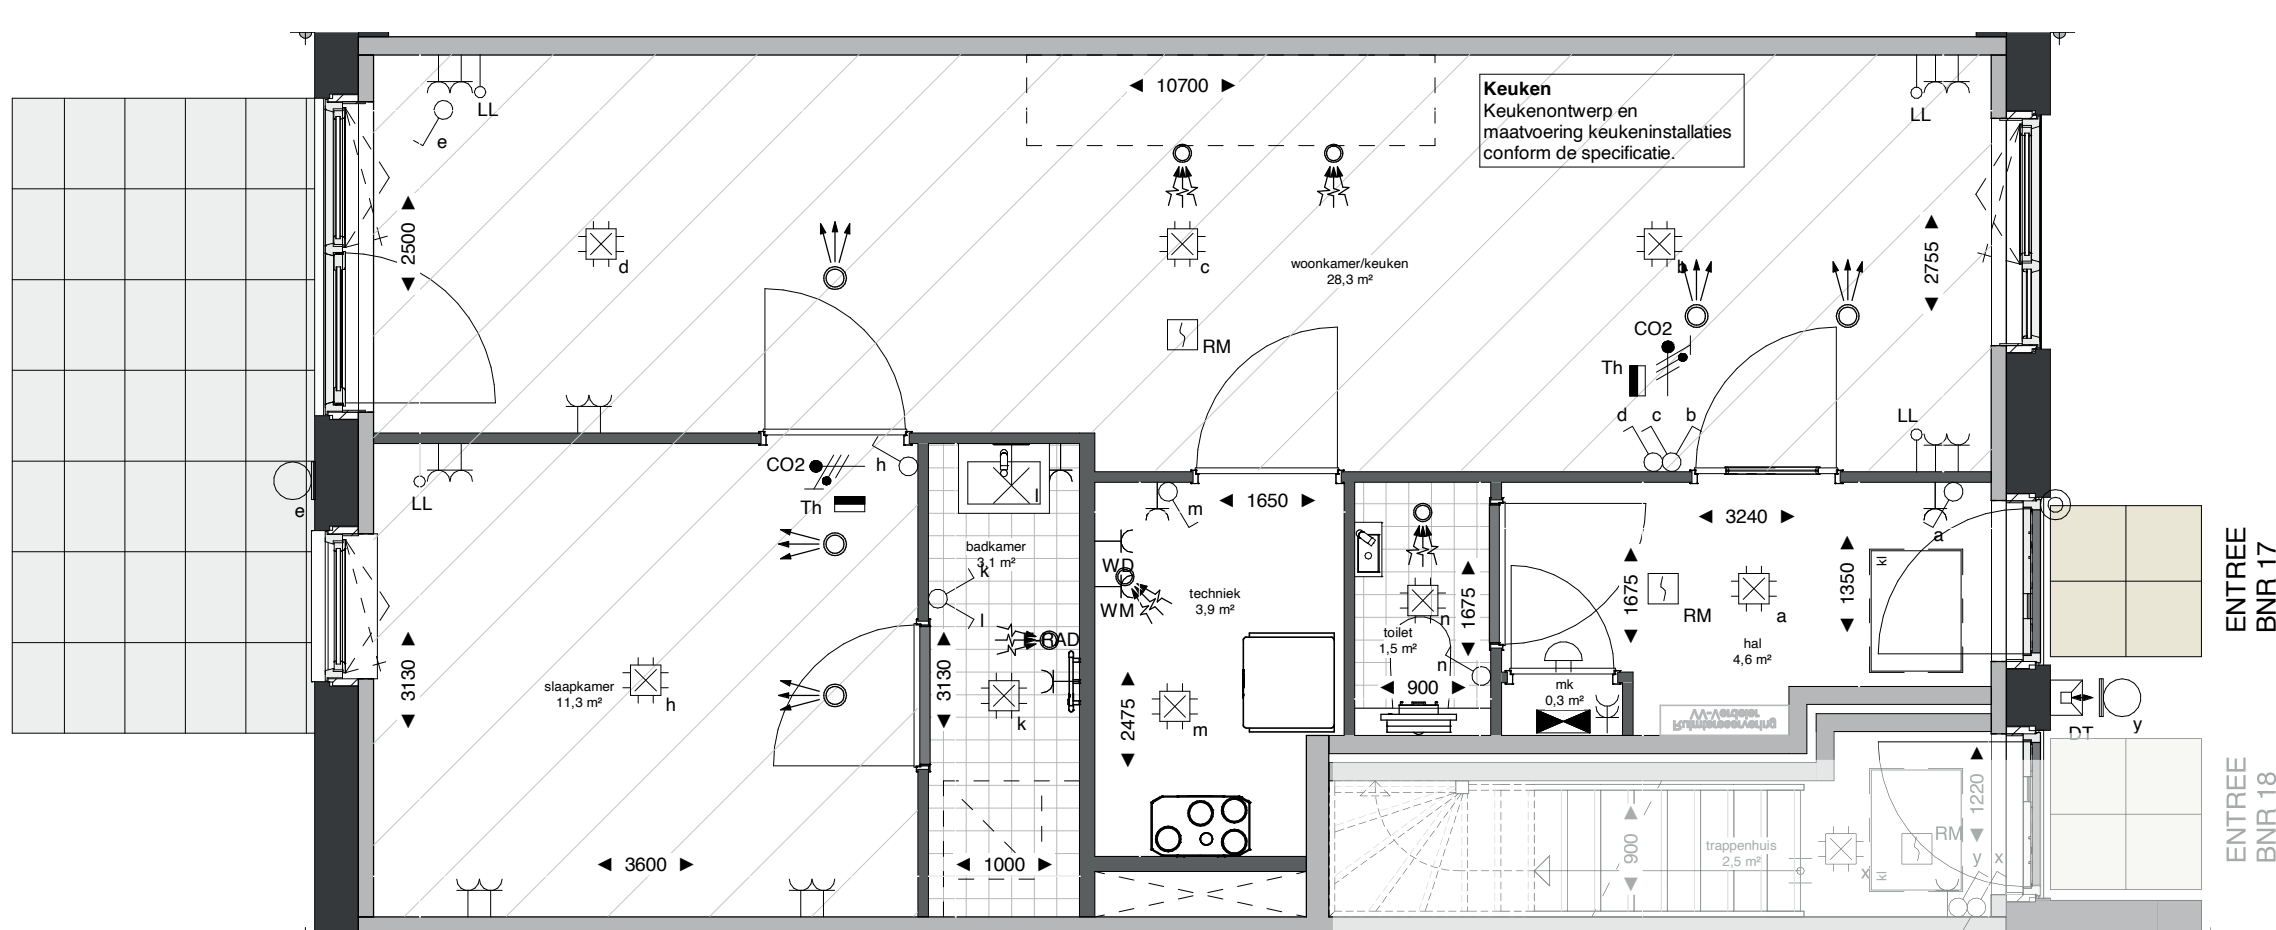 10700
Keuken
Keukenontwerp en
maatvoering keukeninstallaties
conform de specificatie.
LL
e
LL
2500
d
c
woonkamer/keuken
28,3 m²
2755
RM
CO2
Th
d c b
LL
CO2
h
Th
LL
e
m
1650
3240
a
ENTREE
BNR 17
badkamer
3,1 m²
k
l
WD
WM
techniek
3,9 m²
RAD
1675
toilet
1,5 m²
n
n
900
1675
RM
a
hal
4,6 m²
1350
kl
3130
slaapkamer
11,3 m²
h
3130
k
2475
m
mk
0,3 m²
DT
y
3600
1000
900
trappenhuis
2,5 m²
x
kl
1220
RM
y x
ENTREE
BNR 18